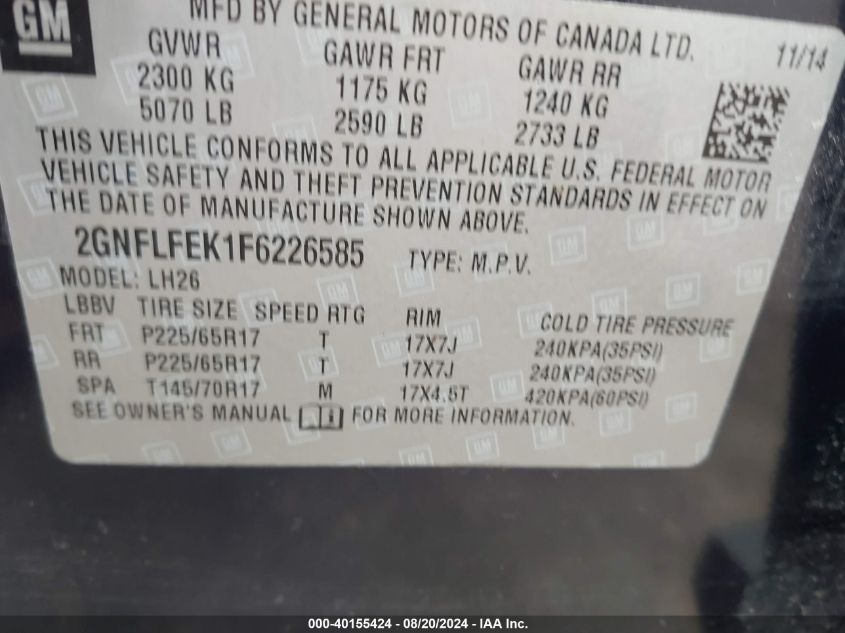 GM
MFD BY GENERAL MOTORS OF CANADA LTD.
11/14
GVWR GAWR FRT GAWR RR
2300 KG 1175 KG 1240 KG
5070 LB 2590 LB 2733 LB
THIS VEHICLE CONFORMS TO ALL APPLICABLE U.S. FEDERAL MOTOR
VEHICLE SAFETY AND THEFT PREVENTION STANDARDS IN EFFECT ON
THE DATE OF MANUFACTURE SHOWN ABOVE.
2GNFLFEK1F6226585 TYPE: M.P.V.
MODEL: LH26
LBBV TIRE SIZE SPEED RTG RIM COLD TIRE PRESSURE
FRT P225/65R17 T 17X7J 240KPA(35PSI)
RR P225/65R17 T 17X7J 240KPA(35PSI)
SPA T145/70R17 M 17X4.5T 420KPA(60PSI)
SEE OWNER'S MANUAL FOR MORE INFORMATION.
000-40155424 - 08/20/2024 - IAA Inc.